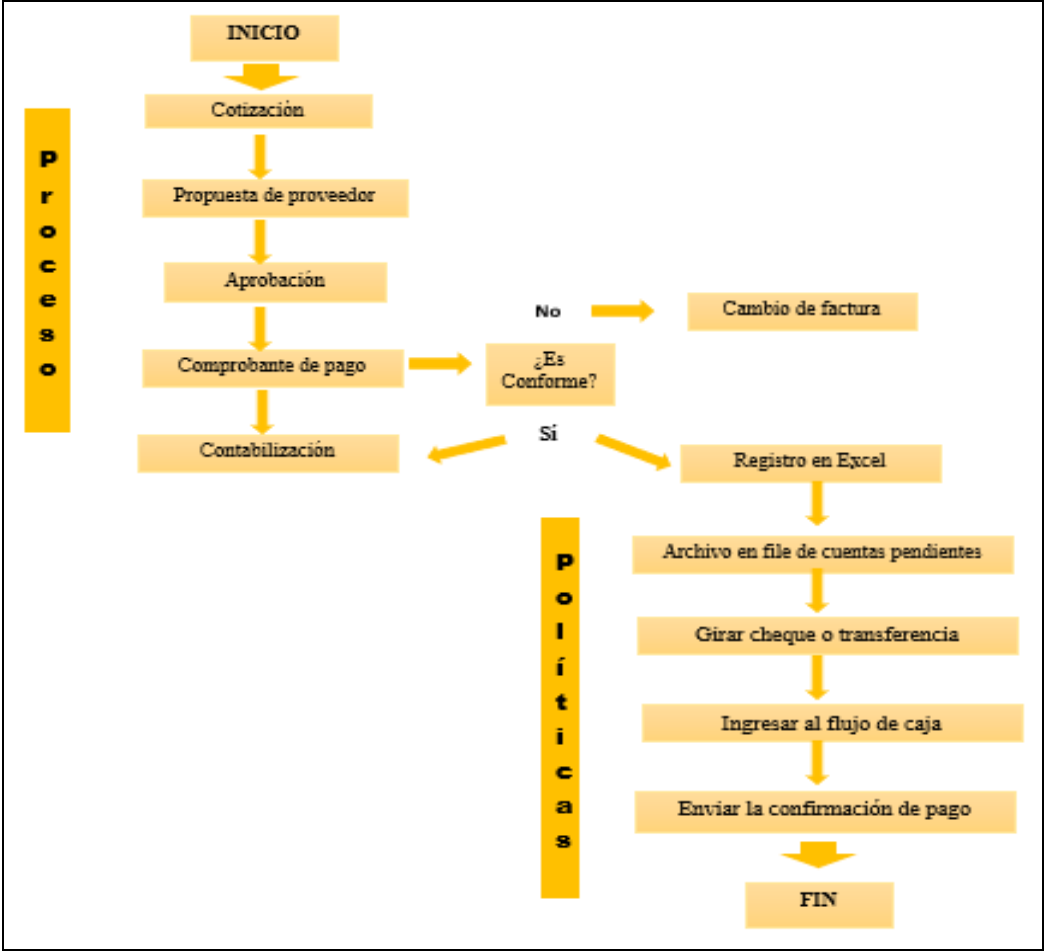 INICIO
Cotización
Proceso
Propuesta de proveedor
Aprobación
No
Cambio de factura
Comprobante de pago
¿Es
Conforme?
Contabilización
Sí
Registro en Excel
Políticas
Archivo en file de cuentas pendientes
Girar cheque o transferencia
Ingresar al flujo de caja
Enviar la confirmación de pago
FIN